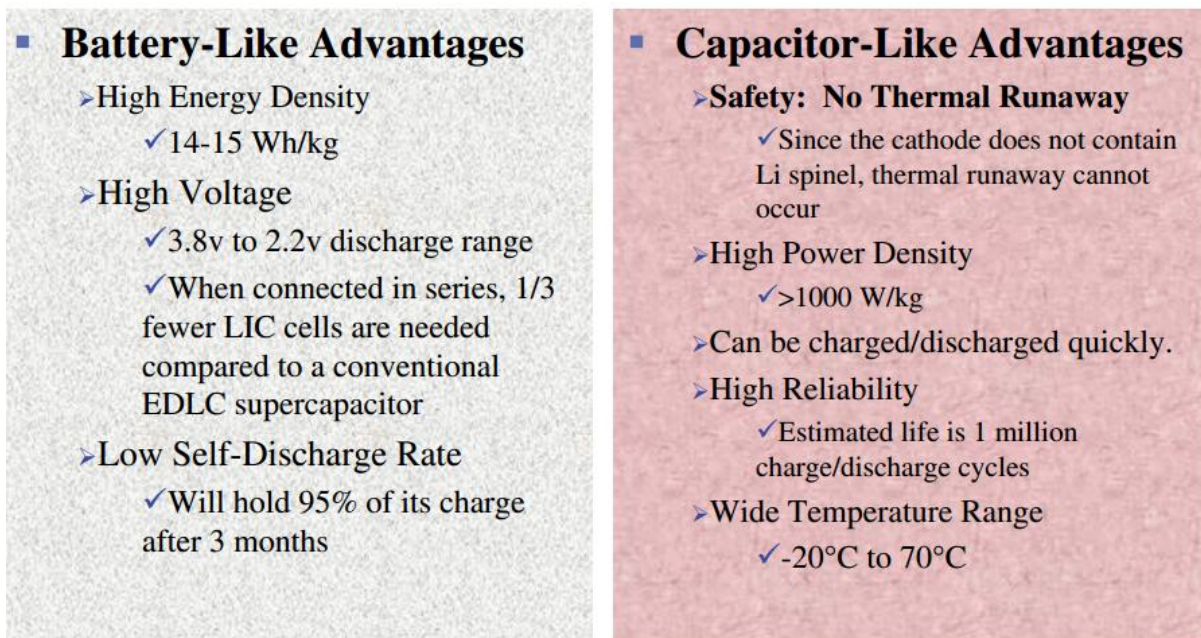 ▪ Battery-Like Advantages
➢High Energy Density
✓14-15 Wh/kg
➢High Voltage
✓3.8v to 2.2v discharge range
✓When connected in series, 1/3
fewer LIC cells are needed
compared to a conventional
EDLC supercapacitor
➢Low Self-Discharge Rate
✓Will hold 95% of its charge
after 3 months
▪ Capacitor-Like Advantages
➢Safety: No Thermal Runaway
✓Since the cathode does not contain
Li spinel, thermal runaway cannot
occur
➢High Power Density
✓>1000 W/kg
➢Can be charged/discharged quickly.
➢High Reliability
✓Estimated life is 1 million
charge/discharge cycles
➢Wide Temperature Range
✓-20°C to 70°C